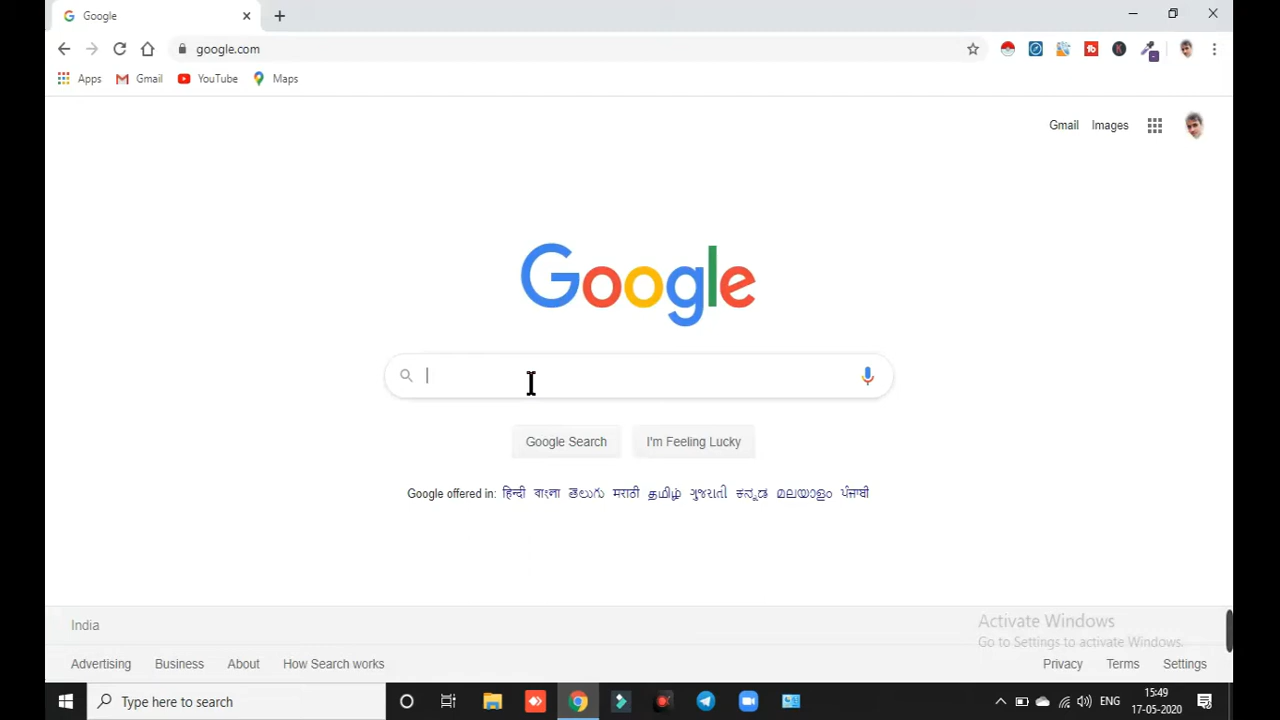 Google
google.com
Apps Gmail YouTube Maps
Gmail Images
Google
Google Search I'm Feeling Lucky
Google offered in: हिन्दी বাংলা తెలుగు मराठी தமிழ் ગુજરાતી ಕನ್ನಡ മലയാളം ਪੰਜਾਬੀ
Activate Windows
India
Go to Settings to activate Windows.
Advertising Business About How Search works Privacy Terms Settings
Type here to search
ENG
15:49
17-05-2020